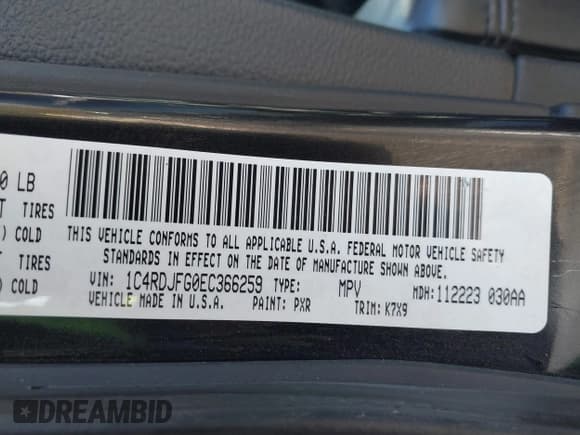 0 LB
TIRES
) COLD
T TIRES
) COLD
THIS VEHICLE CONFORMS TO ALL APPLICABLE U.S.A. FEDERAL MOTOR VEHICLE SAFETY
STANDARDS IN EFFECT ON THE DATE OF MANUFACTURE SHOWN ABOVE.
VIN: 1C4RDJFG0EC366259 TYPE: MPV MDH: 112223 030AA
VEHICLE MADE IN U.S.A. PAINT: PXR TRIM: K7X9
DREAMBID